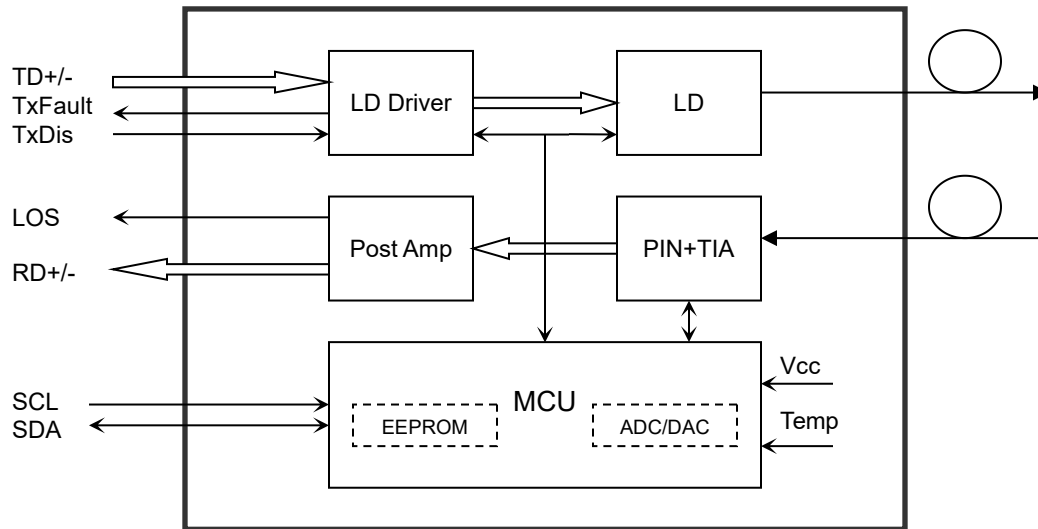 TD+/-
TxFault
TxDis
LD Driver
LD
LOS
RD+/-
Post Amp
PIN+TIA
SCL
SDA
MCU
EEPROM
ADC/DAC
Vcc
Temp